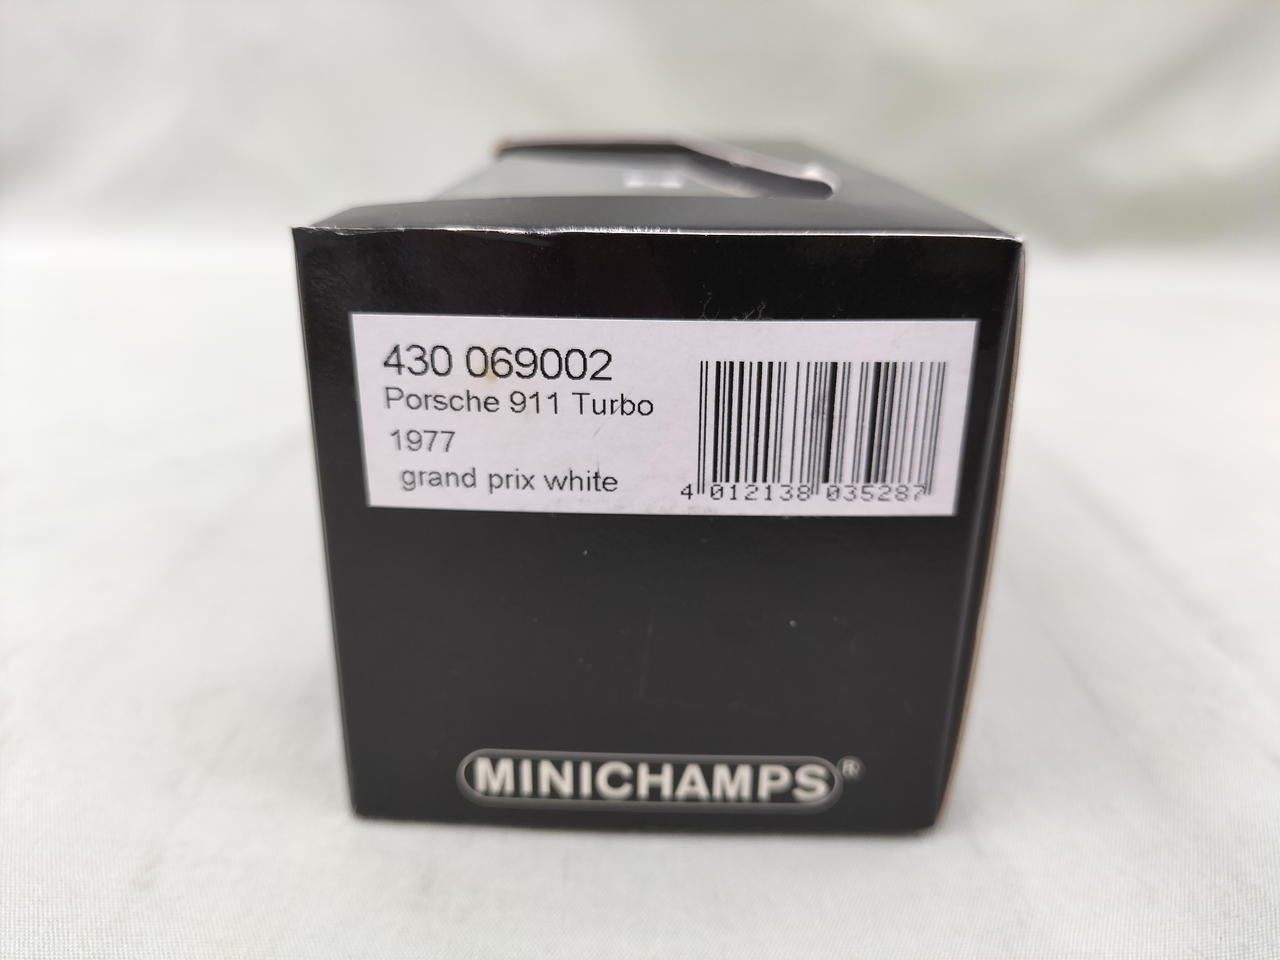 430 069002
Porsche 911 Turbo
1977
grand prix white
4 012138 035287
MINICHAMPS®